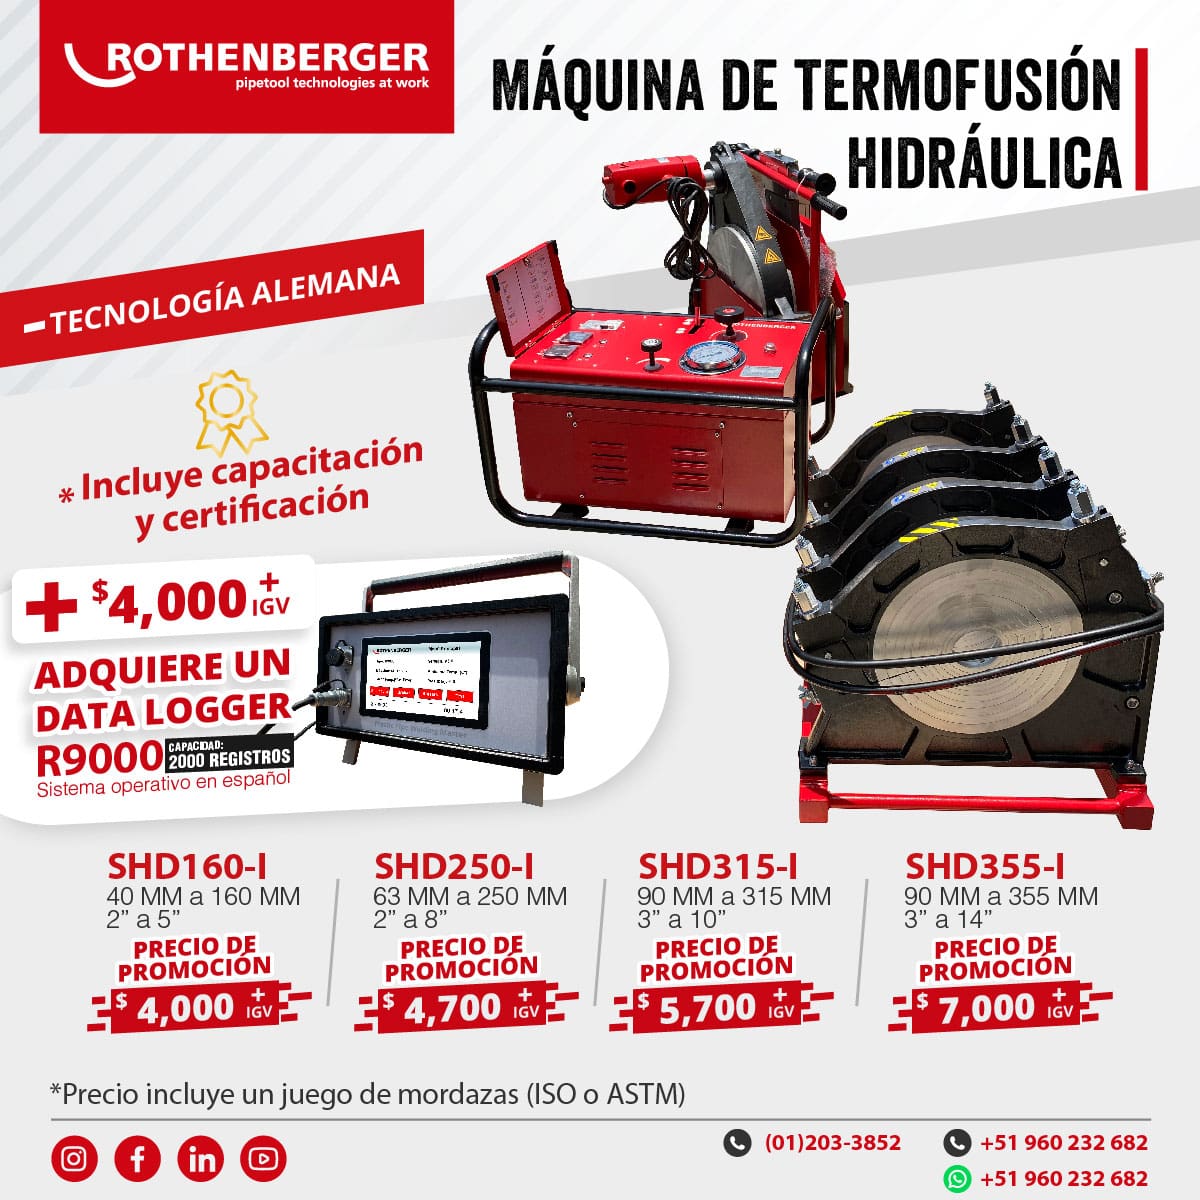 ROTHENBERGER
pipetool technologies at work
MÁQUINA DE TERMOFUSIÓN
HIDRÁULICA
TECNOLOGÍA ALEMANA
* Incluye capacitación
y certificación
+ $4,000 + IGV
ADQUIERE UN
DATA LOGGER
R9000 CAPACIDAD: 2000 REGISTROS
Sistema operativo en español
ROTHENBERGER
ROTHENBERGER
SHD160-I
40 MM a 160 MM
2” a 5”
PRECIO DE
PROMOCIÓN
$ 4,000 + IGV
SHD250-I
63 MM a 250 MM
2” a 8”
PRECIO DE
PROMOCIÓN
$ 4,700 + IGV
SHD315-I
90 MM a 315 MM
3” a 10”
PRECIO DE
PROMOCIÓN
$ 5,700 + IGV
SHD355-I
90 MM a 355 MM
3” a 14”
PRECIO DE
PROMOCIÓN
$ 7,000 + IGV
*Precio incluye un juego de mordazas (ISO o ASTM)
(01)203-3852
+51 960 232 682
+51 960 232 682